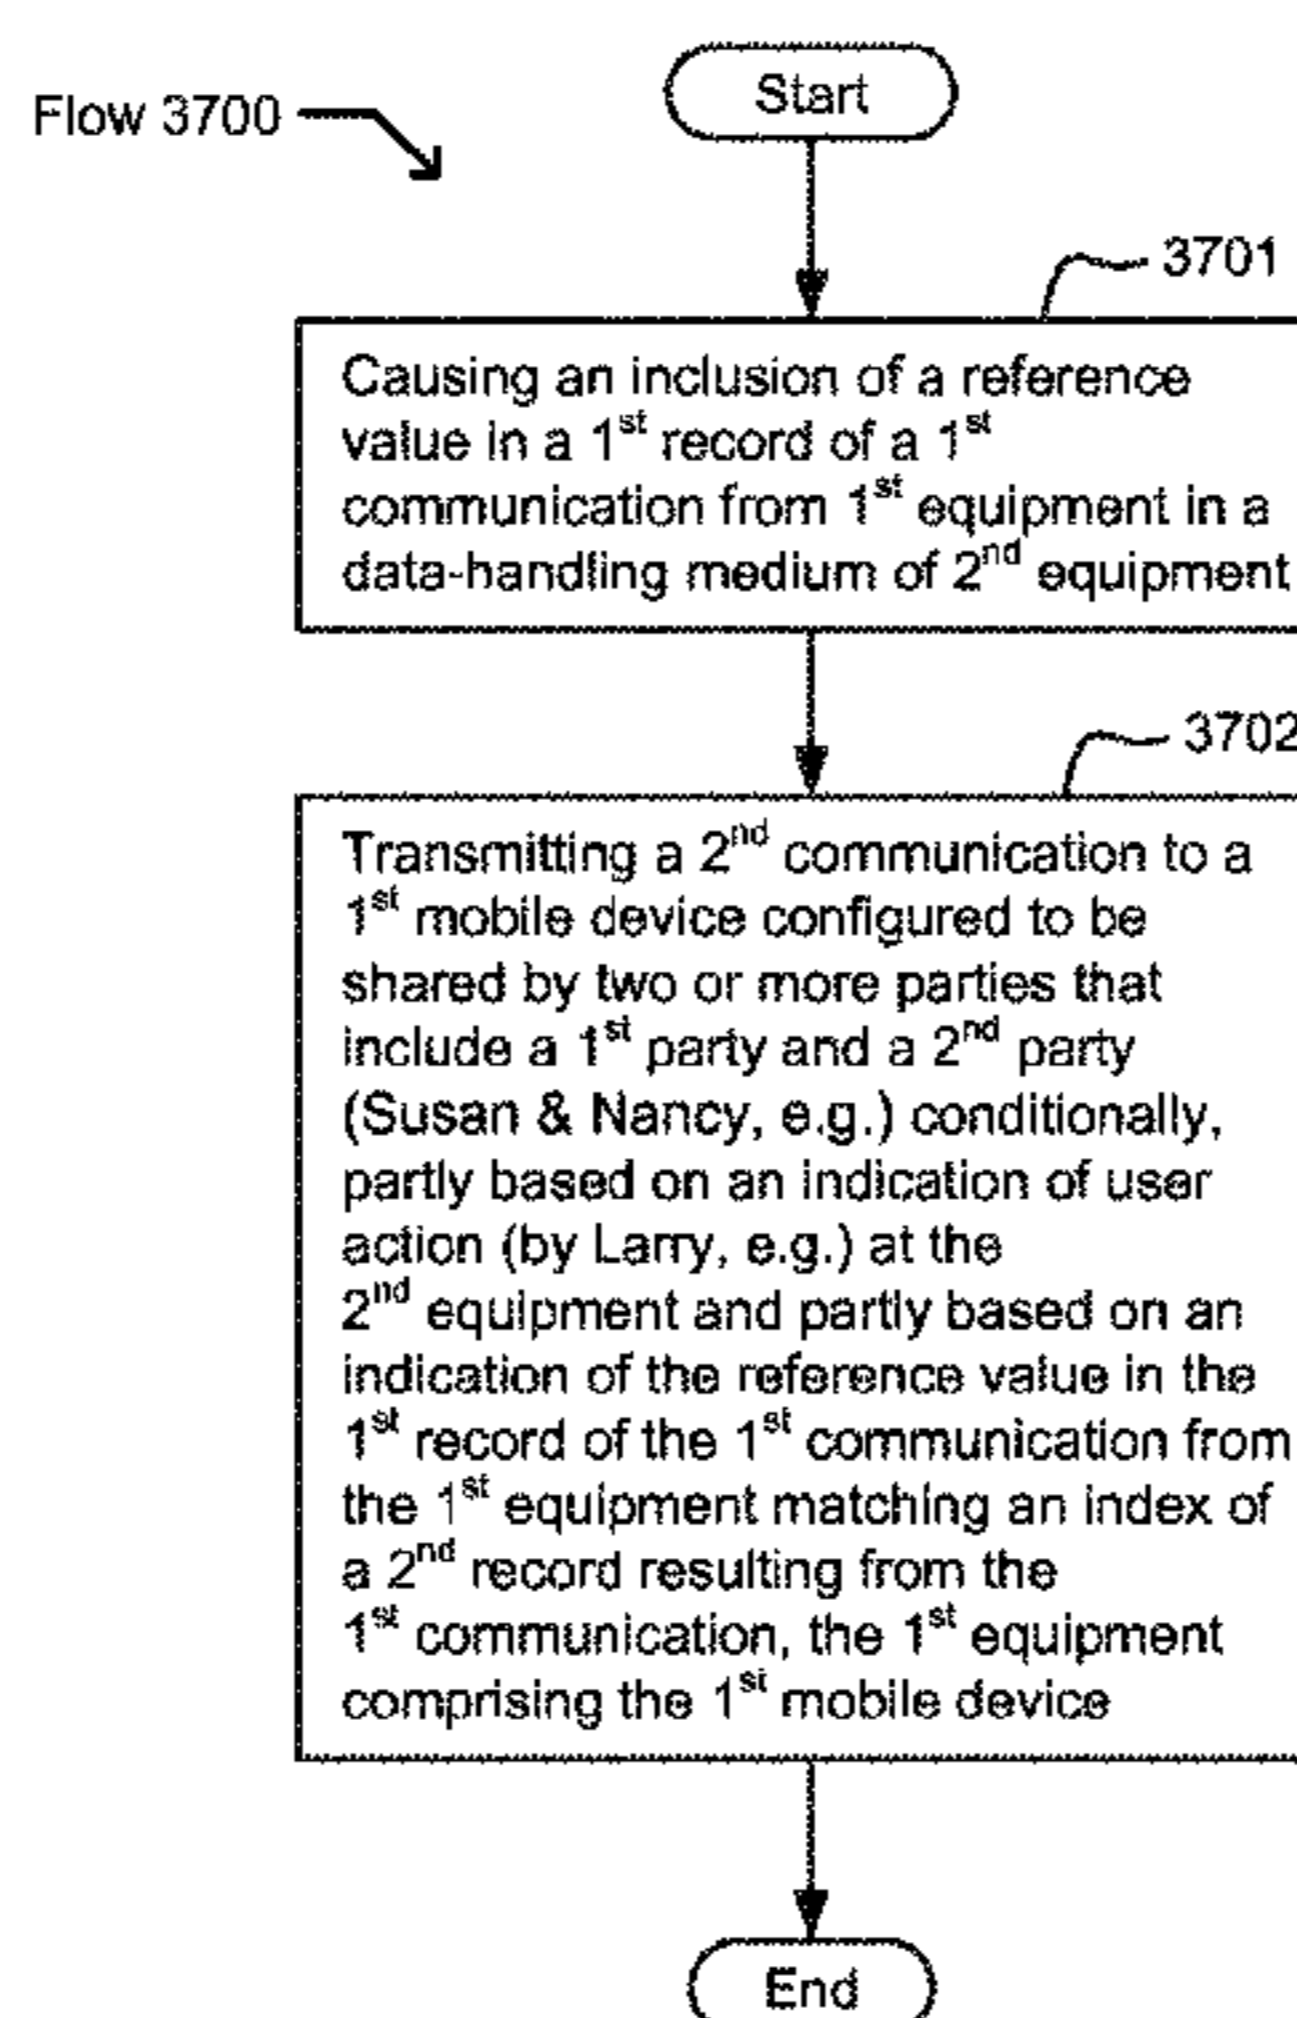 Start
Flow 3700
3701
Causing an inclusion of a reference
value in a 1st record of a 1st
communication from 1st equipment in a
data-handling medium of 2nd equipment
3702
Transmitting a 2nd communication to a
1st mobile device configured to be
shared by two or more parties that
include a 1st party and a 2nd party
(Susan & Nancy, e.g.) conditionally,
partly based on an indication of user
action (by Larry, e.g.) at the
2nd equipment and partly based on an
indication of the reference value in the
1st record of the 1st communication from
the 1st equipment matching an index of
a 2nd record resulting from the
1st communication, the 1st equipment
comprising the 1st mobile device
End